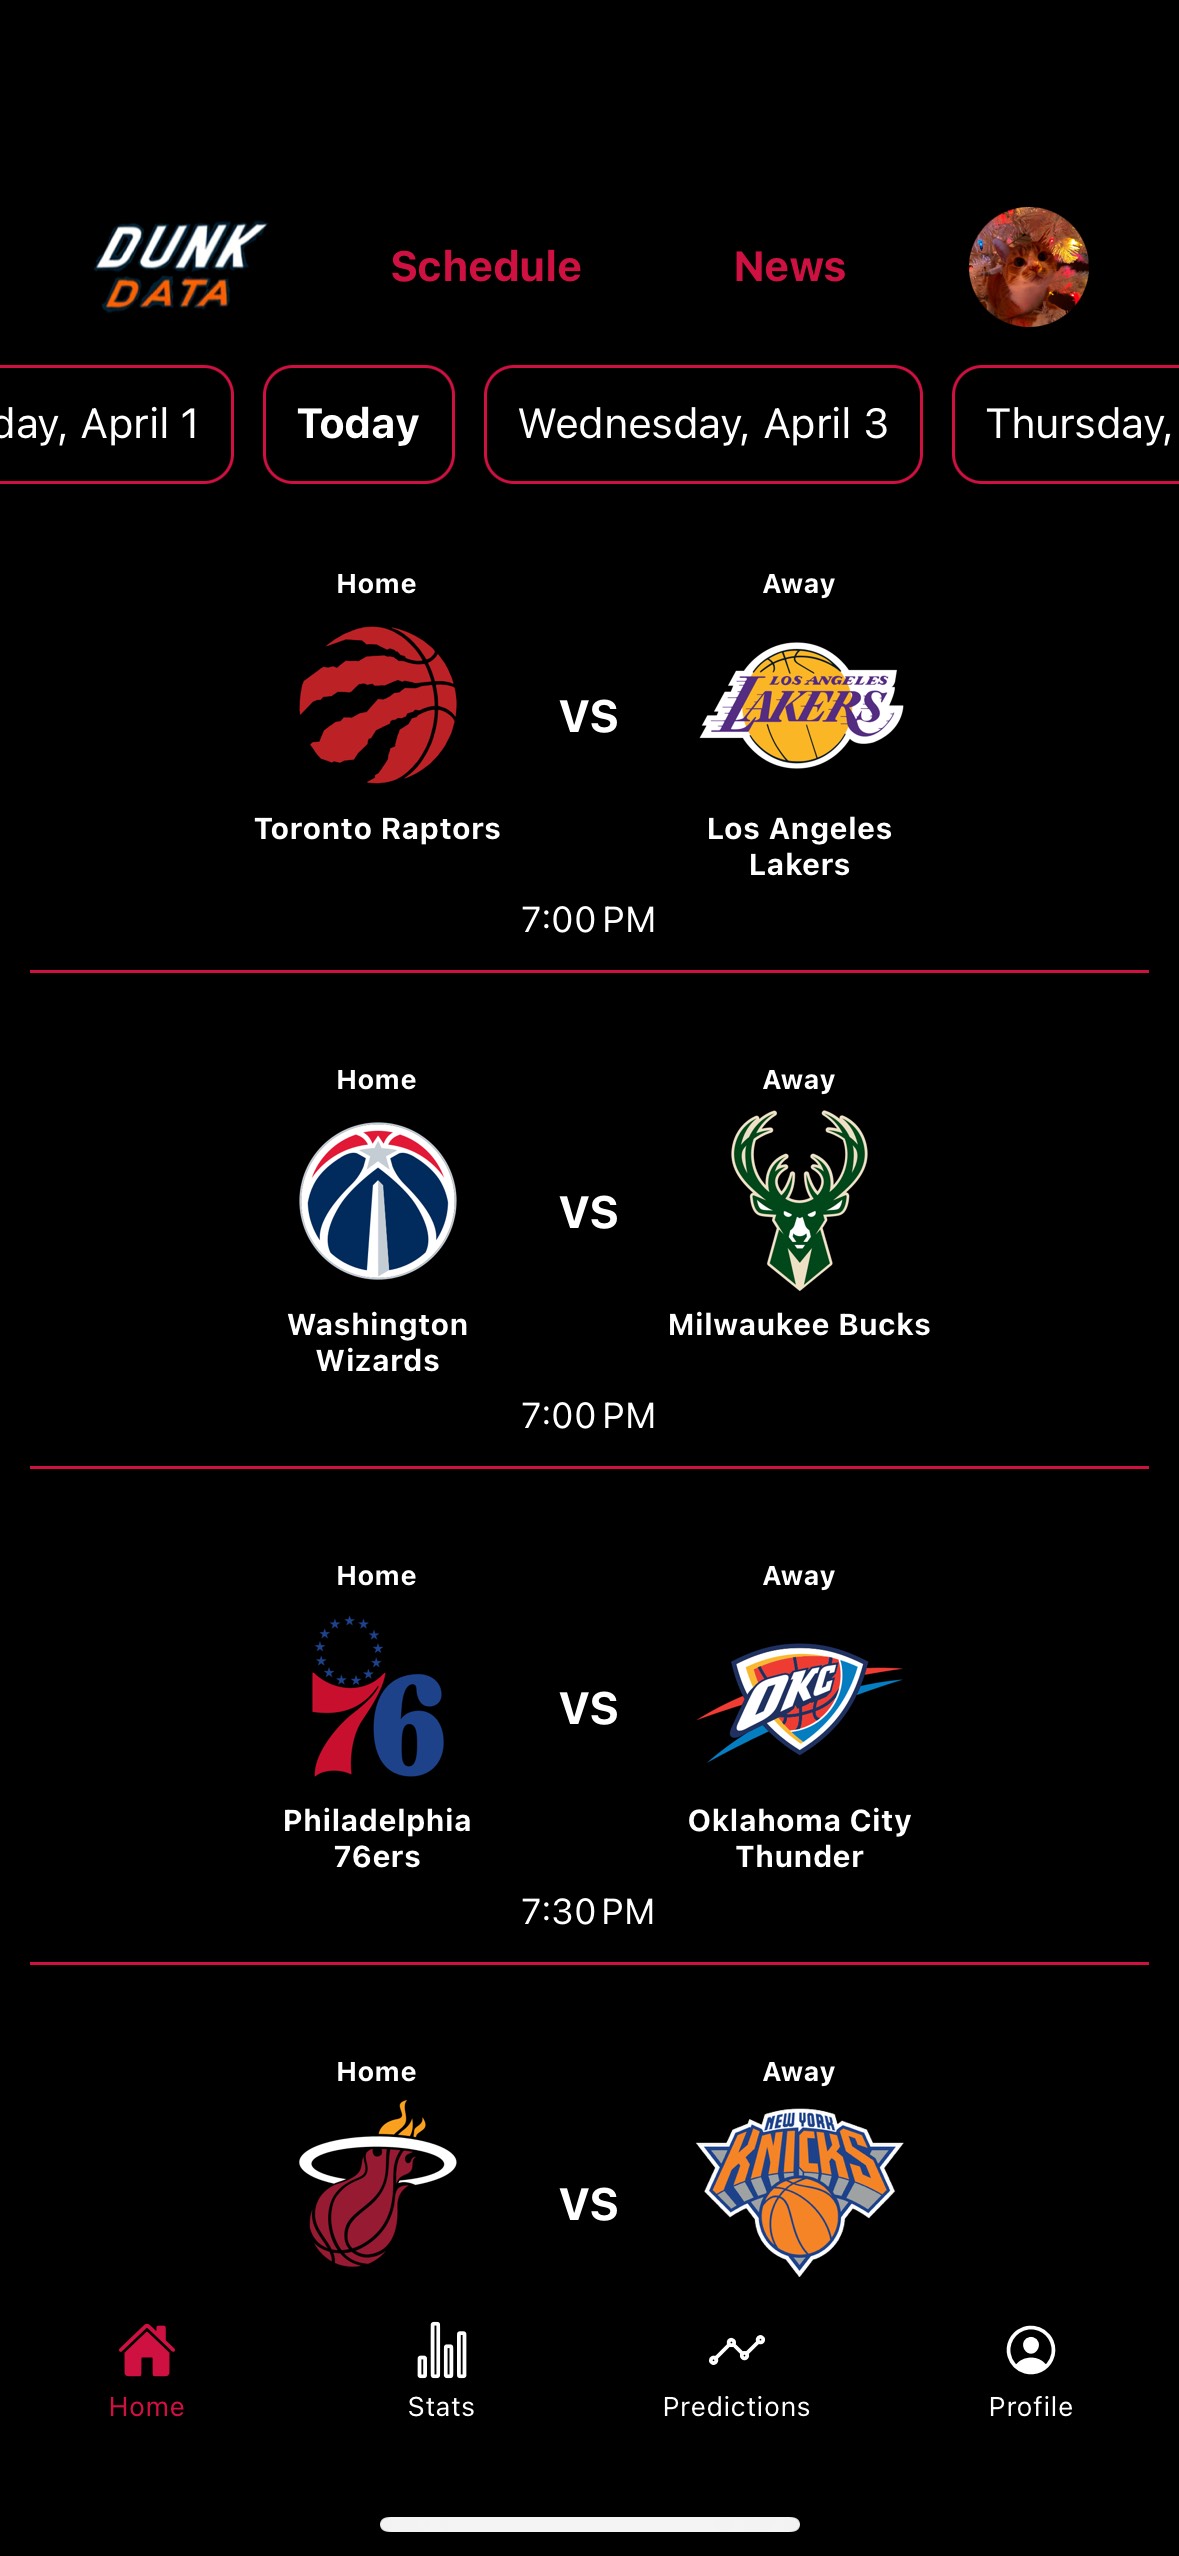 DUNK
DATA
Schedule
News
day, April 1
Today
Wednesday, April 3
Thursday,
Home
Away
LOS ANGELES
LAKERS
VS
Toronto Raptors
Los Angeles
Lakers
7:00 PM
Home
Away
VS
Washington
Wizards
Milwaukee Bucks
7:00 PM
Home
Away
76
OKC
VS
Philadelphia
76ers
Oklahoma City
Thunder
7:30 PM
Home
Away
NEW YORK
KNICKS
VS
Home
Stats
Predictions
Profile